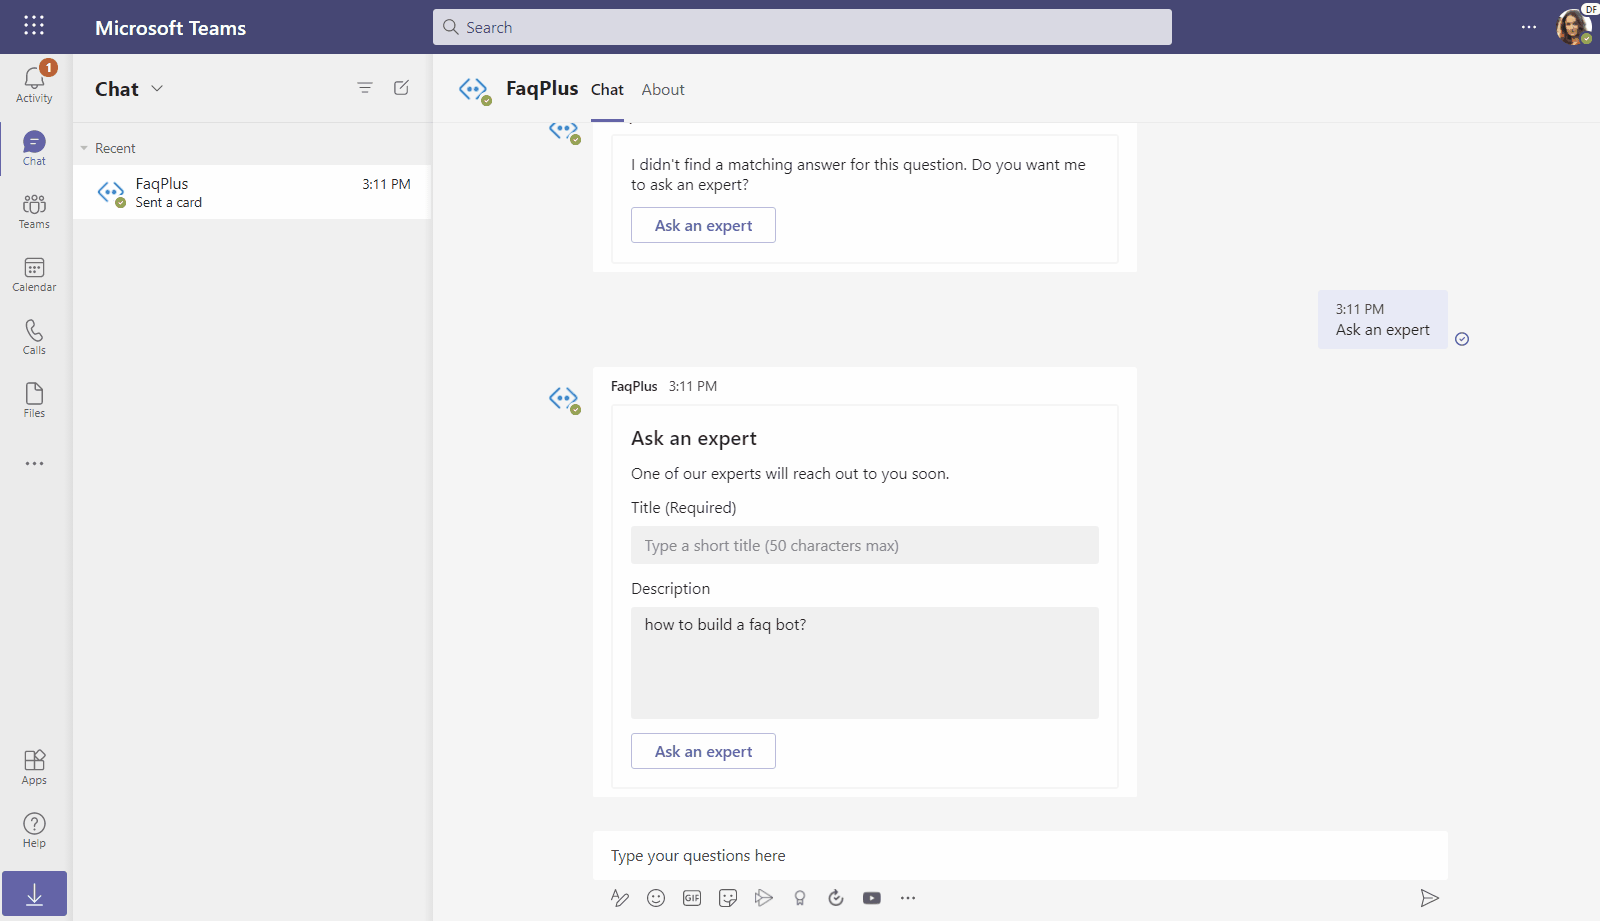 Microsoft Teams
Search
DF
1
Activity
Chat
Teams
Calendar
Calls
Files
Apps
Help
Chat
Recent
FaqPlus 3:11 PM
Sent a card
FaqPlus Chat About
I didn't find a matching answer for this question. Do you want me
to ask an expert?
Ask an expert
3:11 PM
Ask an expert
FaqPlus 3:11 PM
Ask an expert
One of our experts will reach out to you soon.
Title (Required)
Type a short title (50 characters max)
Description
how to build a faq bot?
Ask an expert
Type your questions here
GIF